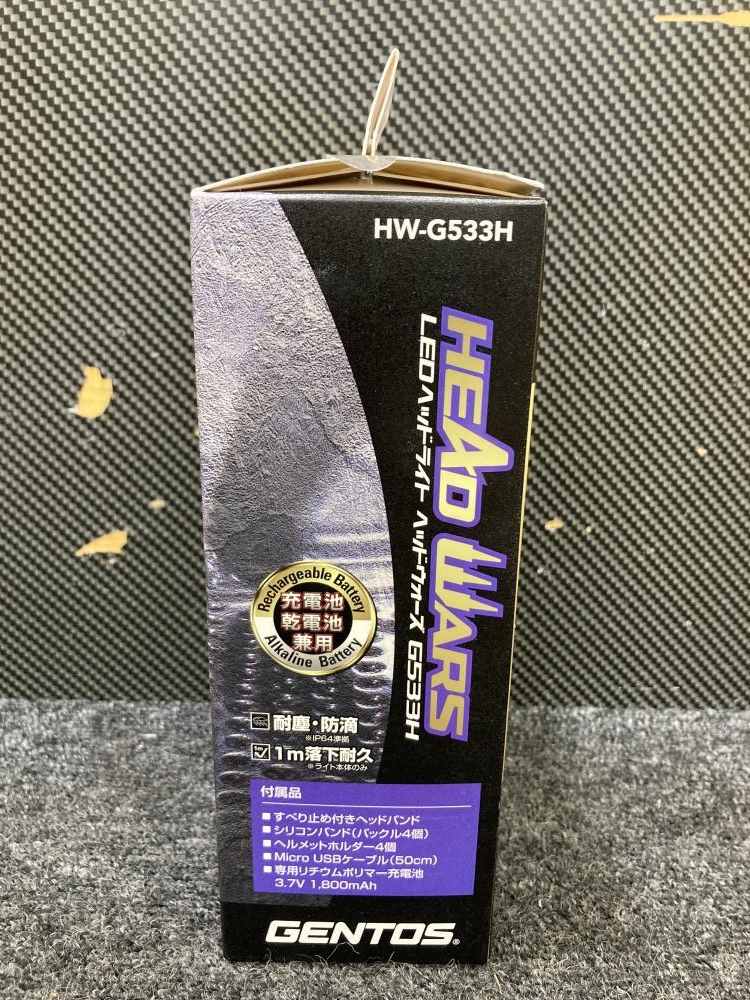 HW-G533H
HEAD WARS
LEDヘッドライト ヘッドウォーズ G533H
Rechargeable Battery
充電池
乾電池
兼用
Alkaline Battery
耐塵・防滴
※IP64準拠
1m
1m落下耐久
※ライト本体のみ
付属品
■すべり止め付きヘッドバンド
■シリコンバンド(バックル4個)
■ヘルメットホルダー4個
■Micro USBケーブル(50cm)
■専用リチウムポリマー充電池
3.7V 1,800mAh
GENTOS®